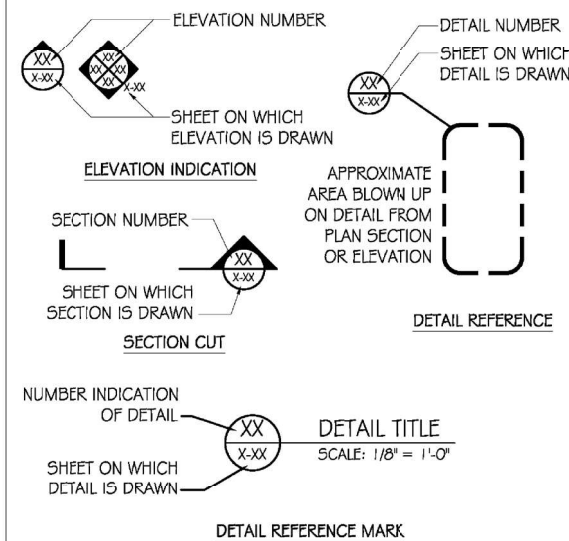 ELEVATION NUMBER
XX
X-XX
XX
XX XX
XX
X-XX
SHEET ON WHICH
ELEVATION IS DRAWN
ELEVATION INDICATION
DETAIL NUMBER
SHEET ON WHICH
DETAIL IS DRAWN
XX
X-XX
APPROXIMATE
AREA BLOWN UP
ON DETAIL FROM
PLAN SECTION
OR ELEVATION
DETAIL REFERENCE
SECTION NUMBER
XX
X-XX
SHEET ON WHICH
SECTION IS DRAWN
SECTION CUT
NUMBER INDICATION
OF DETAIL
XX
X-XX
SHEET ON WHICH
DETAIL IS DRAWN
DETAIL TITLE
SCALE: 1/8" = 1'-0"
DETAIL REFERENCE MARK